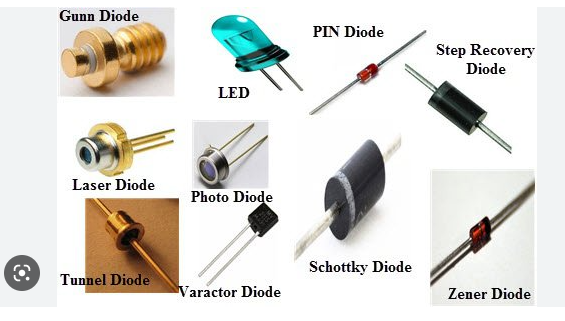 Gunn Diode
LED
PIN Diode
Step Recovery
Diode
Laser Diode
Photo Diode
Schottky Diode
Tunnel Diode
Varactor Diode
Zener Diode